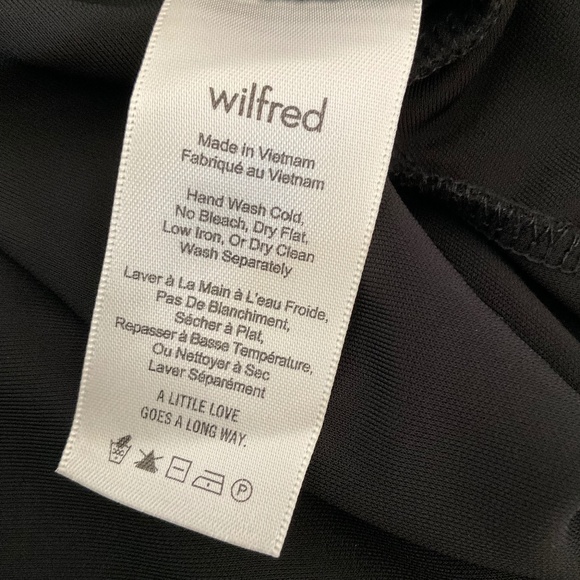 wilfred
Made in Vietnam
Fabriqué au Vietnam
Hand Wash Cold,
No Bleach, Dry Flat,
Low Iron, Or Dry Clean
Wash Separately
Laver à La Main à L'eau Froide,
Pas De Blanchiment,
Sécher à Plat,
Repasser à Basse Température,
Ou Nettoyer à Sec
Laver Séparément
A LITTLE LOVE
GOES A LONG WAY.
P